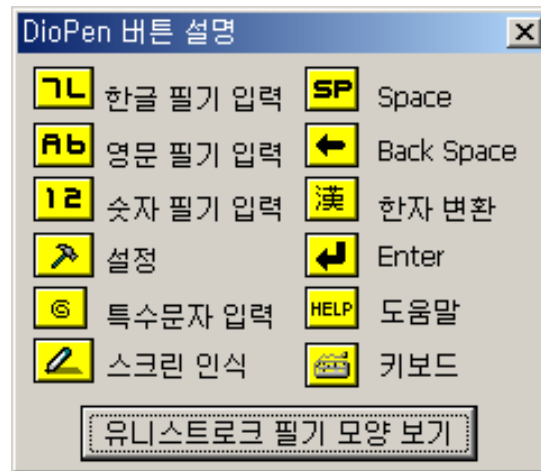 DioPen 버튼 설명
ㄱㄴ 한글 필기 입력 SP Space
Ab 영문 필기 입력 Back Space
12 숫자 필기 입력 漢 한자 변환
설정 Enter
특수문자 입력 HELP 도움말
스크린 인식 키보드
유니스트로크 필기 모양 보기